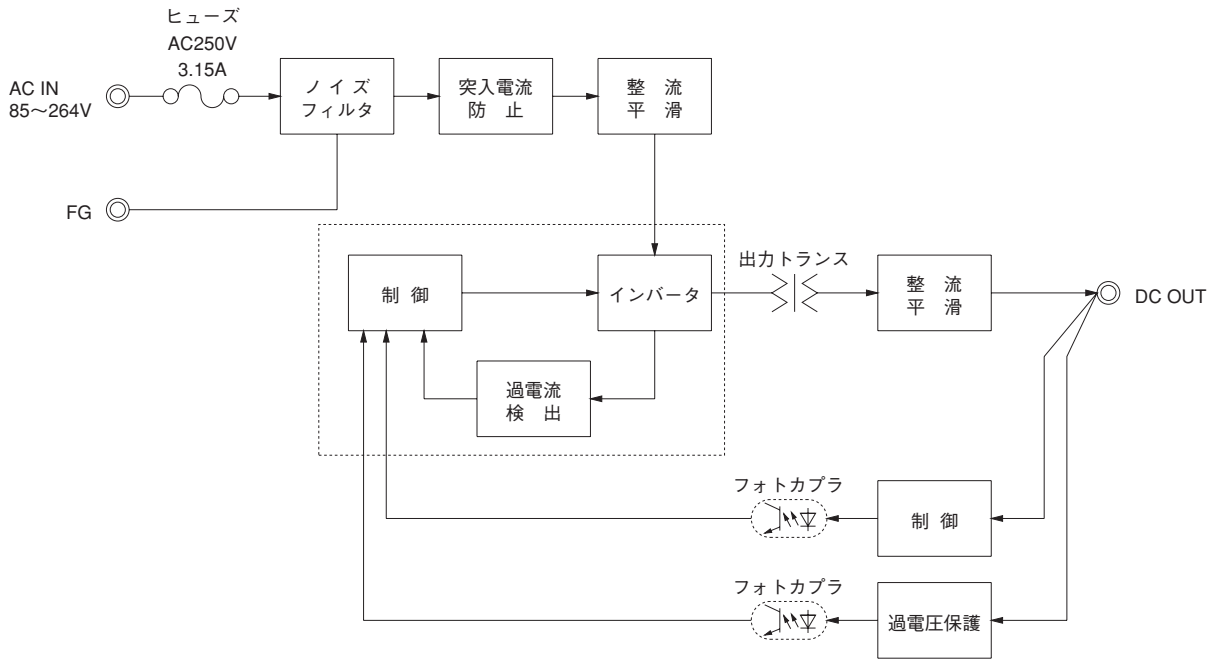 ヒューズ
AC250V
3.15A
AC IN
85～264V
ノイズ
フィルタ
突入電流
防 止
整 流
平 滑
FG
制 御
インバータ
出力トランス
整 流
平 滑
DC OUT
過電流
検 出
フォトカプラ
制 御
フォトカプラ
過電圧保護